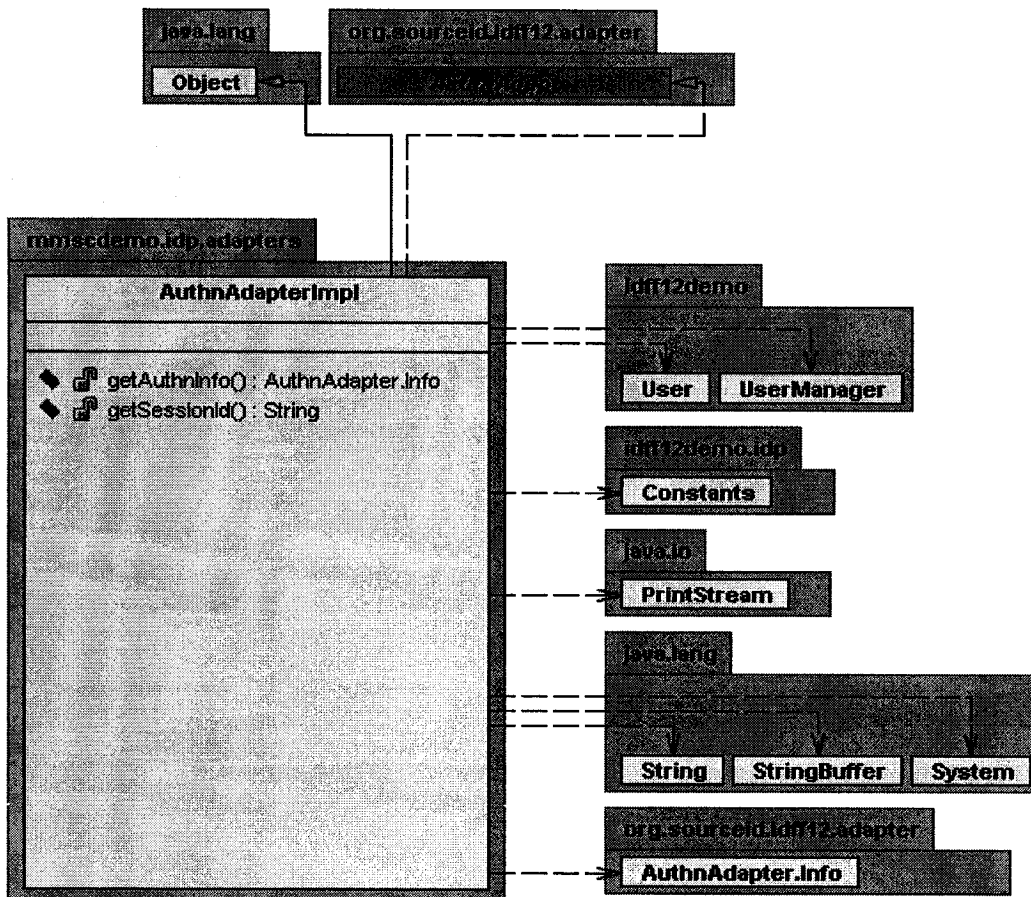 java.lang
org.sourceid.idff12.adapter
Object
mmscdemo.idp.adapters
AuthnAdapterImpl
getAuthnInfo() : AuthnAdapter.Info
getSessionId() : String
idff12demo
User
UserManager
idff12demo.idp
Constants
java.io
PrintStream
java.lang
String
StringBuffer
System
org.sourceid.idff12.adapter
AuthnAdapter.Info